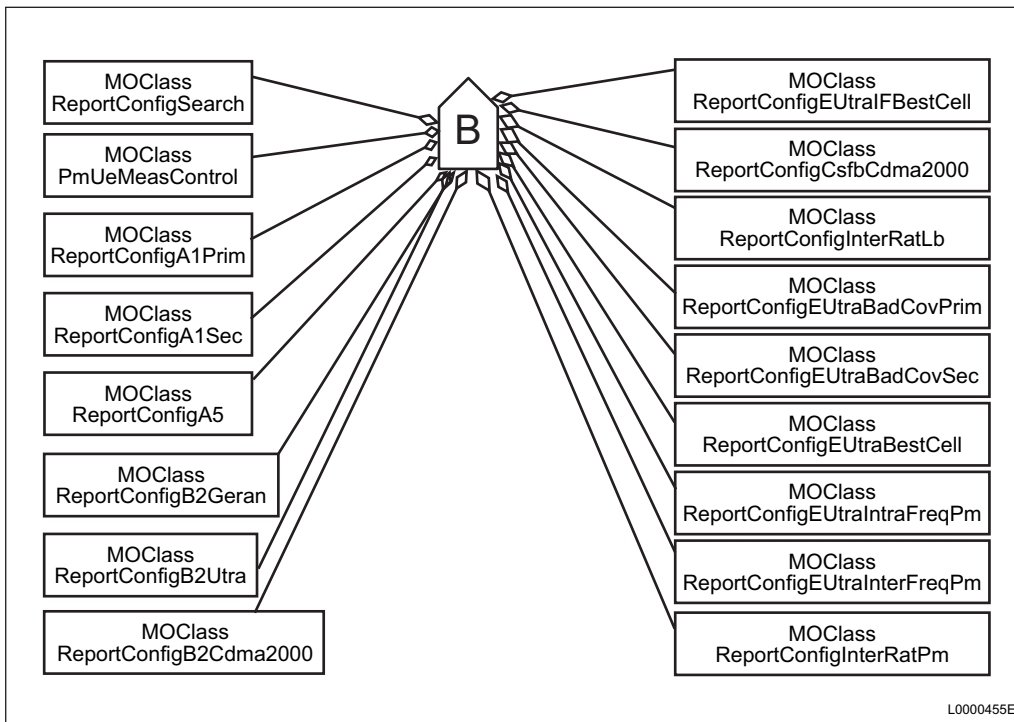 MOClass
ReportConfigSearch
MOClass
PmUeMeasControl
MOClass
ReportConfigA1Prim
MOClass
ReportConfigA1Sec
MOClass
ReportConfigA5
MOClass
ReportConfigB2Geran
MOClass
ReportConfigB2Utra
MOClass
ReportConfigB2Cdma2000
B
MOClass
ReportConfigEUtraIFBestCell
MOClass
ReportConfigCsfbCdma2000
MOClass
ReportConfigInterRatLb
MOClass
ReportConfigEUtraBadCovPrim
MOClass
ReportConfigEUtraBadCovSec
MOClass
ReportConfigEUtraBestCell
MOClass
ReportConfigEUtraIntraFreqPm
MOClass
ReportConfigEUtraInterFreqPm
MOClass
ReportConfigInterRatPm
L0000455E